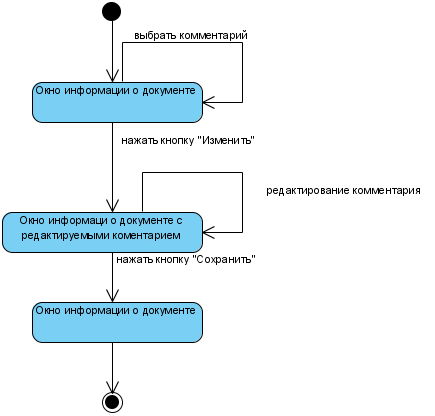 выбрать комментарий
Окно информации о документе
нажать кнопку "Изменить"
редактирование комментария
Окно информаци о документе с
редактируемыми коментарием
нажать кнопку "Сохранить"
Окно информации о документе